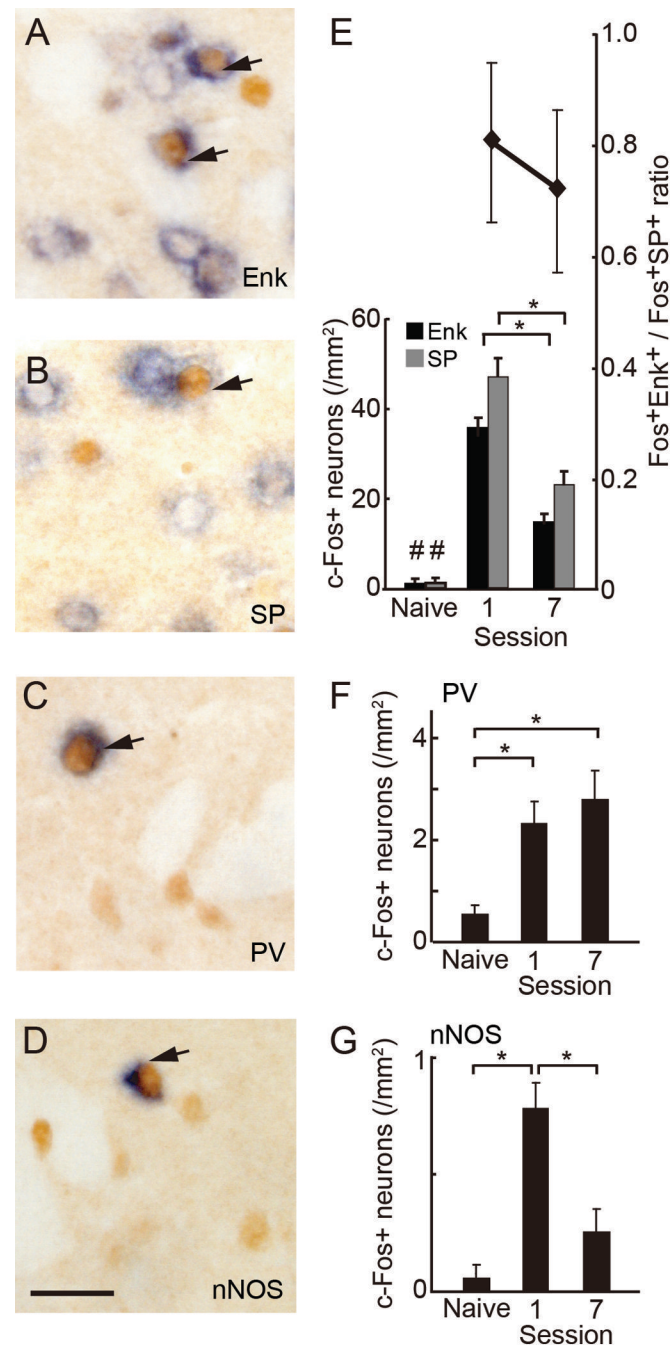 A
Enk
B
SP
C
PV
D
nNOS
E
Fos+Enk+ / Fos+SP+ ratio
1.0
0.8
0.6
0.4
0.2
0
c-Fos+ neurons (/mm²)
60
40
20
0
Enk
SP
*
*
# #
Naive 1 7
Session
F
PV
c-Fos+ neurons (/mm²)
4
2
0
*
*
Naive 1 7
Session
G
nNOS
c-Fos+ neurons (/mm²)
1
0
* *
Naive 1 7
Session